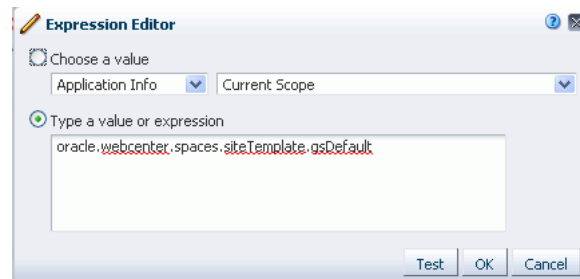 Expression Editor
Choose a value
Application Info Current Scope
Type a value or expression
oracle.webcenter.spaces.siteTemplate.gsDefault
Test OK Cancel